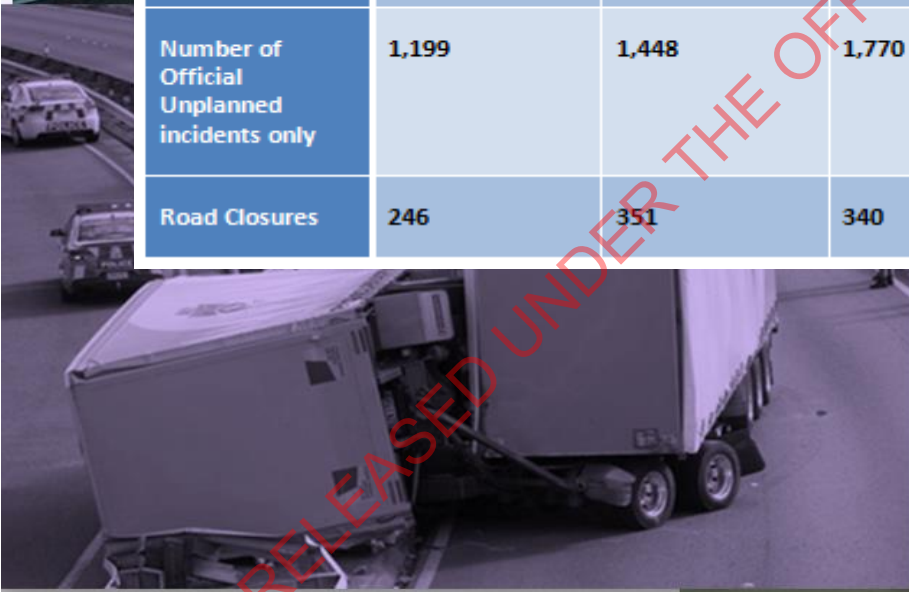 Number of
Official
Unplanned
incidents only
1,199
1,448
1,770
Road Closures
246
351
340
RELEASED UNDER THE
POLICE